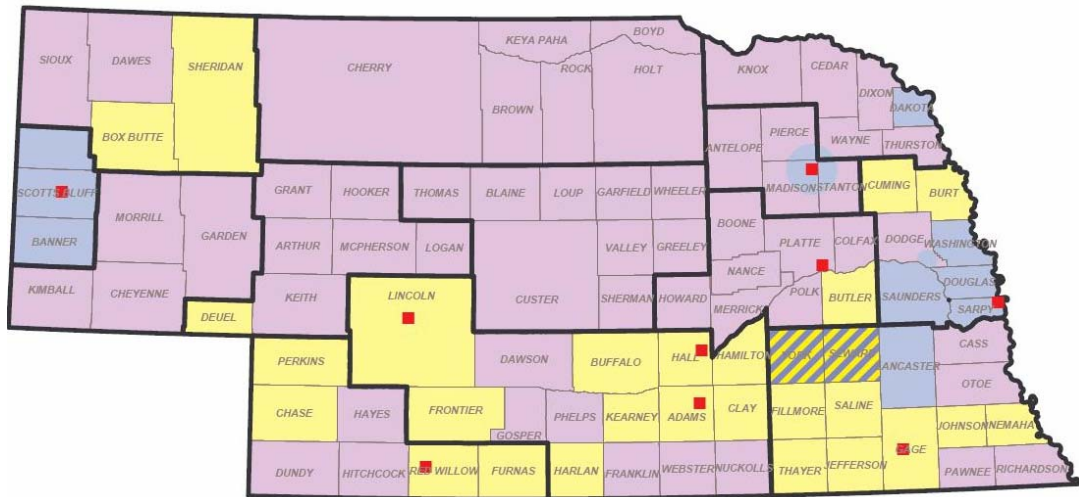 SIOUX
DAWES
SHERIDAN
BOX BUTTE
CHERRY
KEYA PAHA
BOYD
ROCK
BROWN
HOLT
KNOX
CEDAR
DIXON
DAKOTA
ANTELOPE
PIERCE
WAYNE
THURSTON
SCOTTS BLUFF
BANNER
MORRILL
GARDEN
KIMBALL
CHEYENNE
DEUEL
GRANT
HOOKER
THOMAS
BLAINE
LOUP
GARFIELD
WHEELER
MADISON
STANTON
CUMING
BURT
ARTHUR
MCPHERSON
LOGAN
CUSTER
VALLEY
GREELEY
BOONE
PLATTE
COLFAX
DODGE
WASHINGTON
NANCE
DOUGLAS
SARPY
KEITH
LINCOLN
SHERMAN
HOWARD
MERRICK
POLK
BUTLER
SAUNDERS
PERKINS
DAWSON
BUFFALO
HALL
HAMILTON
YORK
SEWARD
LANCASTER
CASS
OTOE
CHASE
HAYES
FRONTIER
GOSPER
PHELPS
KEARNEY
ADAMS
CLAY
FILLMORE
SALINE
JOHNSON
NEMAHA
GAGE
DUNDY
HITCHCOCK
RED WILLOW
FURNAS
HARLAN
FRANKLIN
WEBSTER
NUCKOLLS
THAYER
JEFFERSON
PAWNEE
RICHARDSON